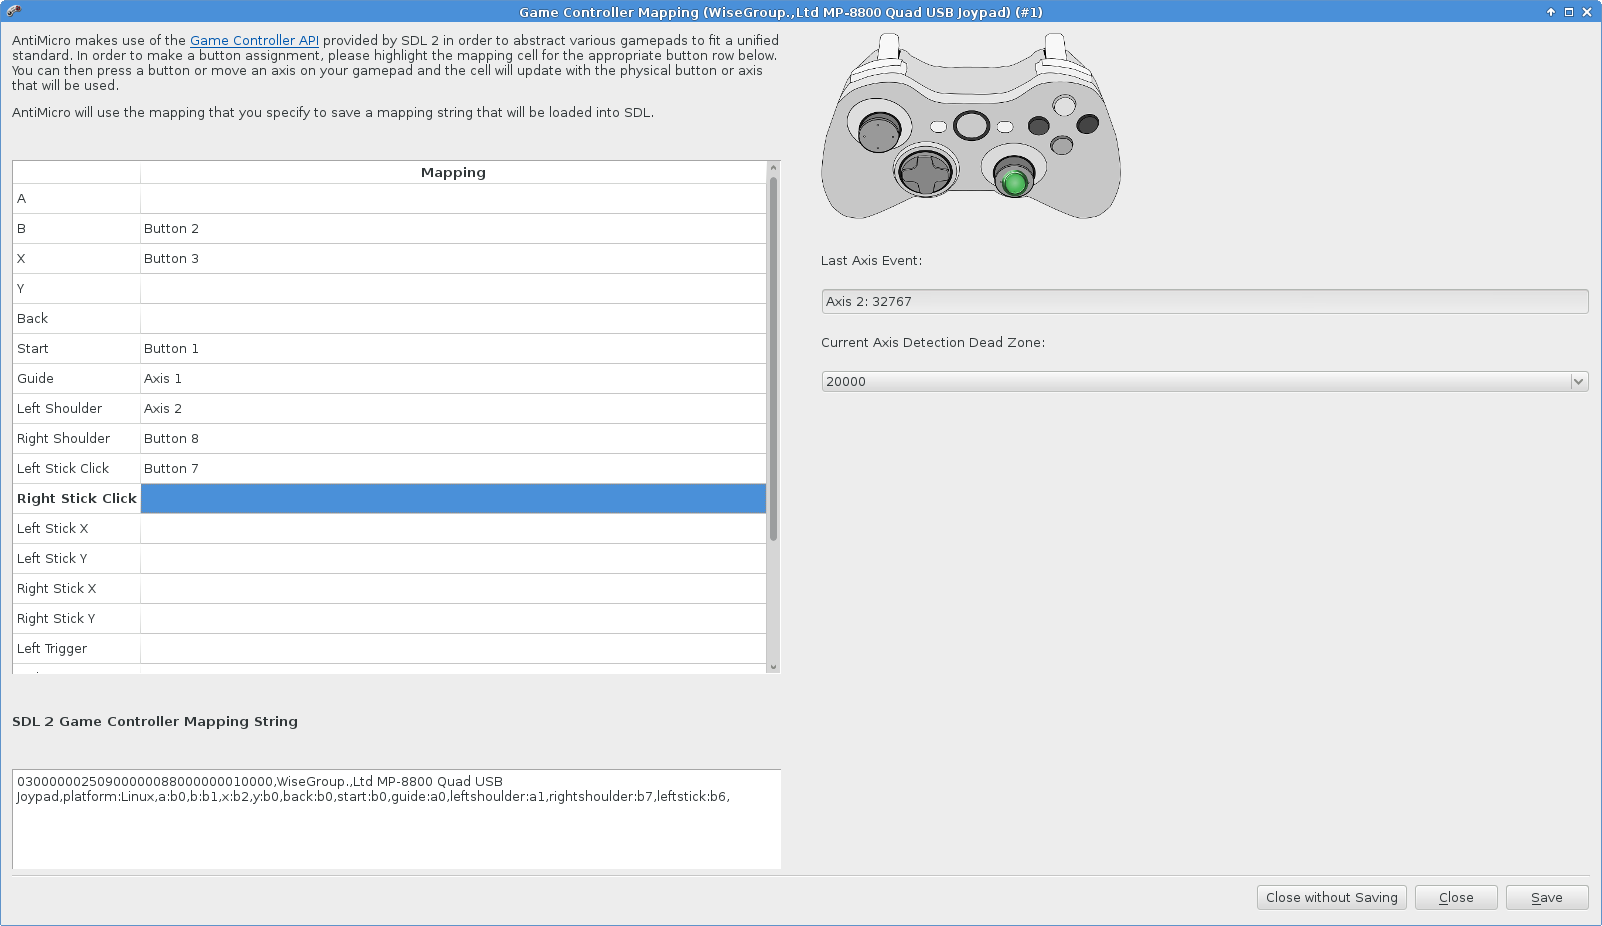 Game Controller Mapping (WiseGroup.,Ltd MP-8800 Quad USB Joypad) (#1)
AntiMicro makes use of the Game Controller API provided by SDL 2 in order to abstract various gamepads to fit a unified
standard. In order to make a button assignment, please highlight the mapping cell for the appropriate button row below.
You can then press a button or move an axis on your gamepad and the cell will update with the physical button or axis
that will be used.
AntiMicro will use the mapping that you specify to save a mapping string that will be loaded into SDL.
Mapping
A
B Button 2
X Button 3
Y
Back
Start Button 1
Guide Axis 1
Left Shoulder Axis 2
Right Shoulder Button 8
Left Stick Click Button 7
Right Stick Click
Left Stick X
Left Stick Y
Right Stick X
Right Stick Y
Left Trigger
SDL 2 Game Controller Mapping String
03000000250900000088000000010000,WiseGroup.,Ltd MP-8800 Quad USB
Joypad,platform:Linux,a:b0,b:b1,x:b2,y:b0,back:b0,start:b0,guide:a0,leftshoulder:a1,rightshoulder:b7,leftstick:b6,
Last Axis Event:
Axis 2: 32767
Current Axis Detection Dead Zone:
20000
Close without Saving
Close
Save